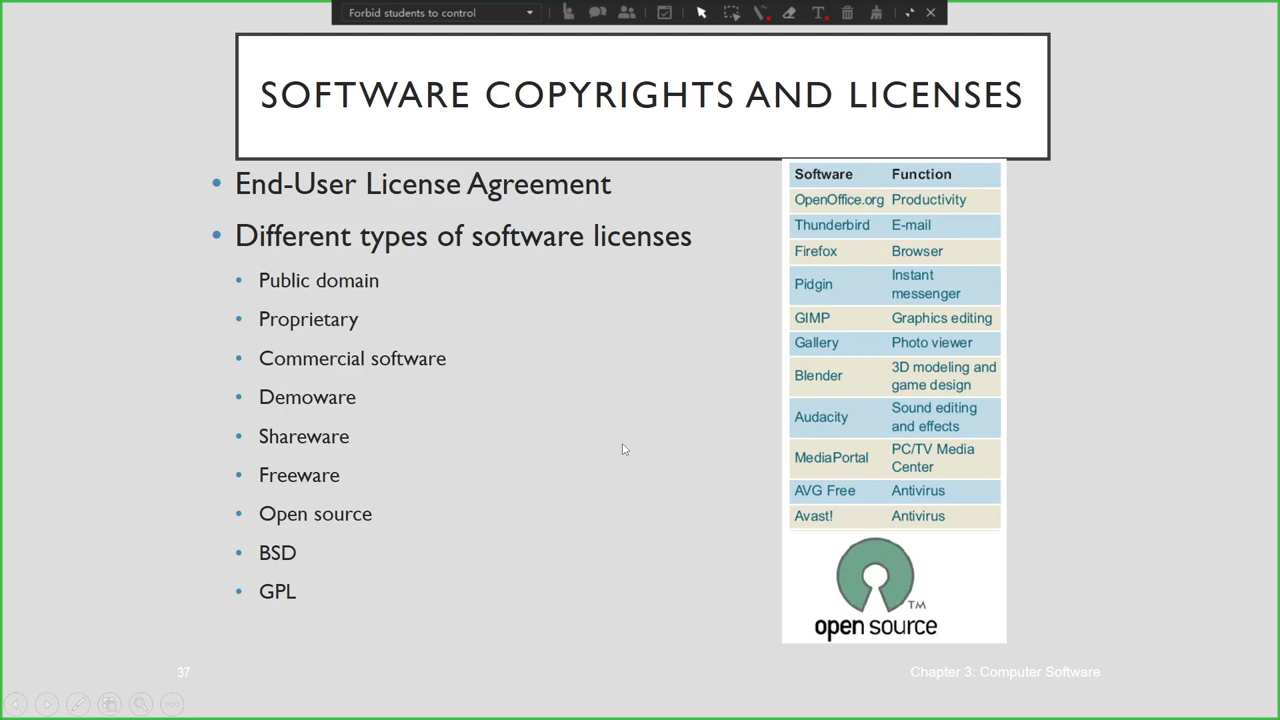 Forbid students to control
SOFTWARE COPYRIGHTS AND LICENSES
• End-User License Agreement
• Different types of software licenses
• Public domain
• Proprietary
• Commercial software
• Demoware
• Shareware
• Freeware
• Open source
• BSD
• GPL
Software Function
OpenOffice.org Productivity
Thunderbird E-mail
Firefox Browser
Pidgin Instant
messenger
GIMP Graphics editing
Gallery Photo viewer
Blender 3D modeling and
game design
Audacity Sound editing
and effects
MediaPortal PC/TV Media
Center
AVG Free Antivirus
Avast! Antivirus
TM
open source
37
Chapter 3: Computer Software